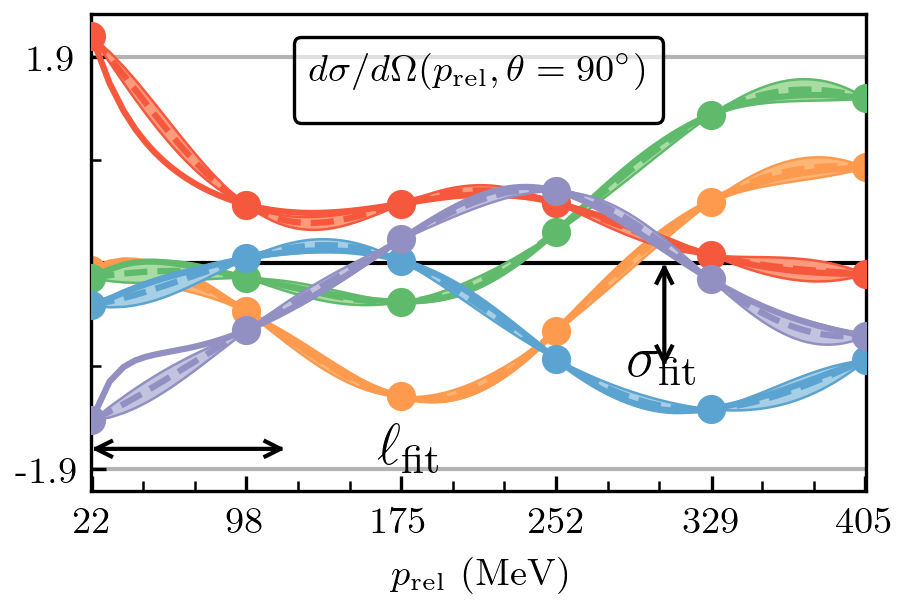 1.9
dσ/dΩ(p_rel, θ = 90°)
σ_fit
ℓ_fit
-1.9
22 98 175 252 329 405
p_rel (MeV)